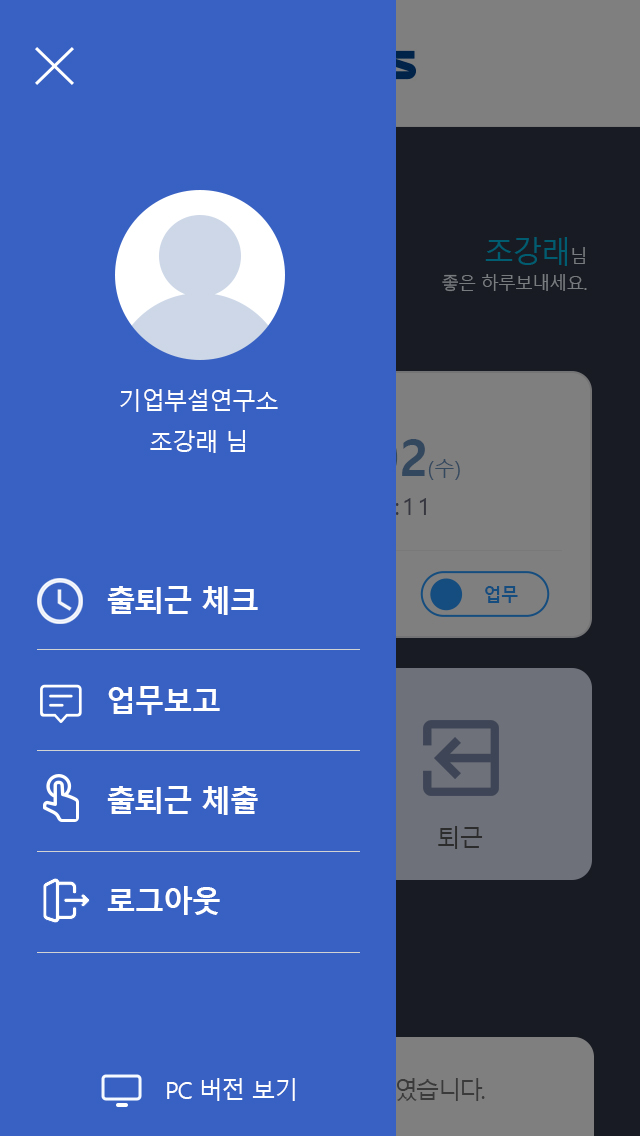 기업부설연구소
조강래 님
출퇴근 체크
업무보고
출퇴근 체출
로그아웃
PC 버전 보기
s
조강래님
좋은 하루보내세요.
02(수)
:11
업무
퇴근
였습니다.